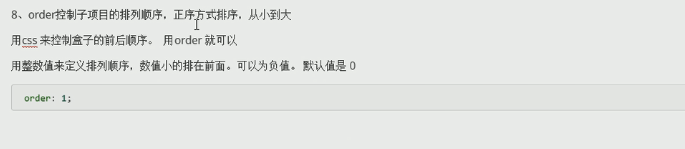 8、order控制子项目的排列顺序，正序方式排序，从小到大
用css 来控制盒子的前后顺序。 用order 就可以
用整数值来定义排列顺序，数值小的排在前面。可以为负值。 默认值是 0
order: 1;